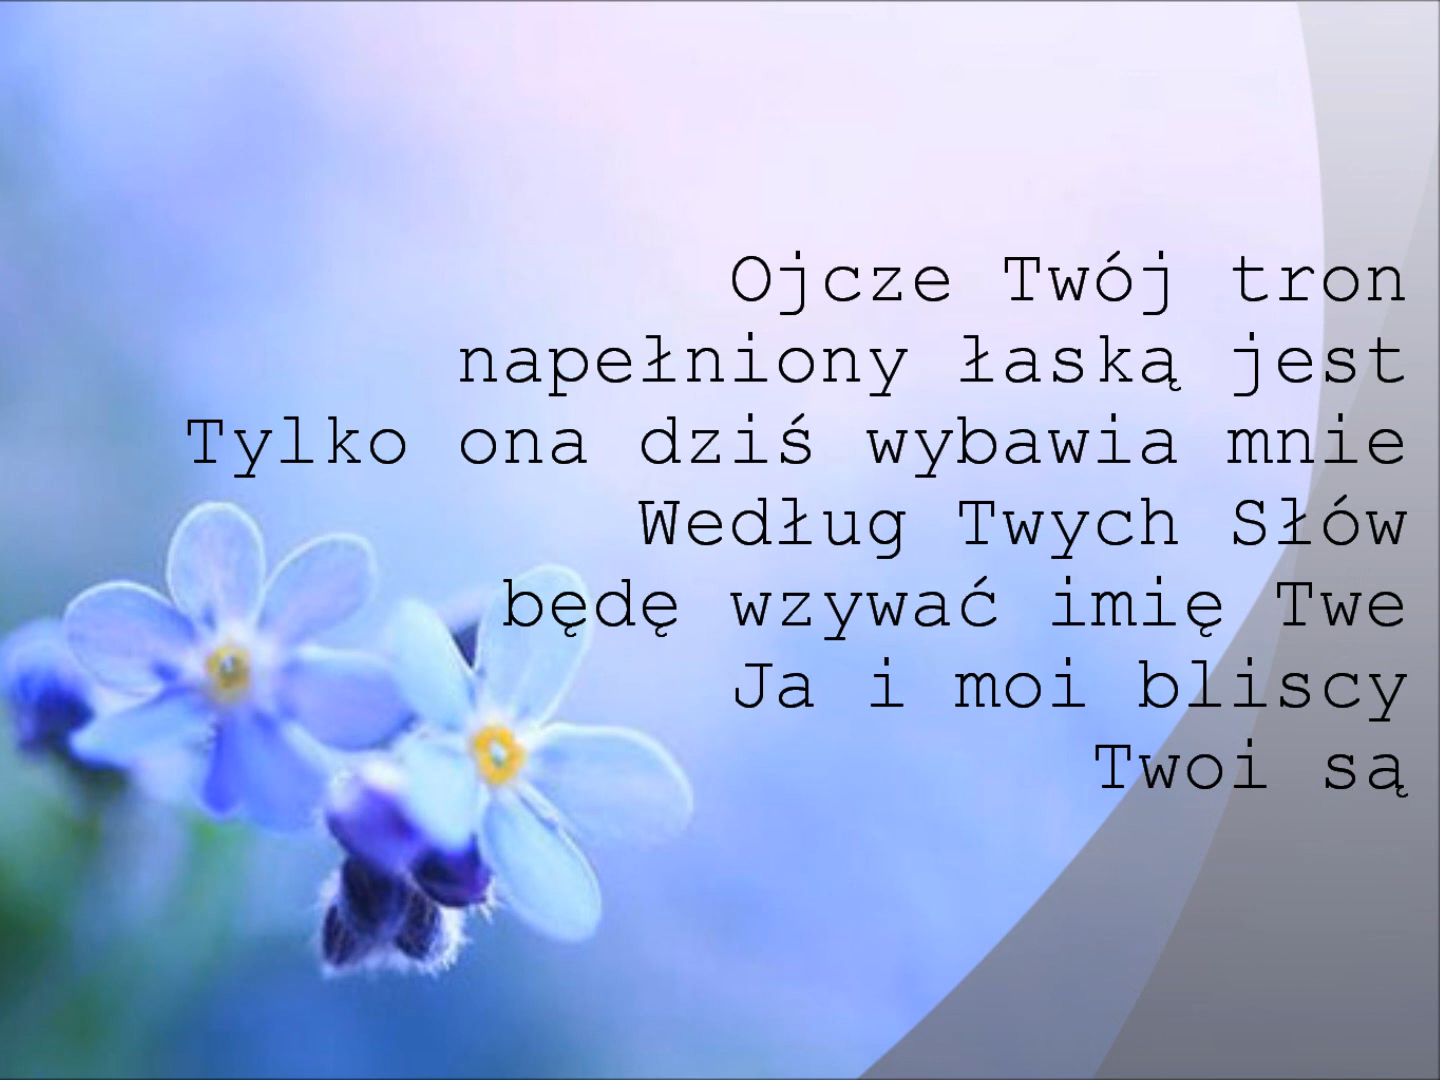 Ojcze Twój tron
napełniony łaską jest
Tylko ona dziś wybawia mnie
Według Twych Słów
będę wzywać imię Twe
Ja i moi bliscy
Twoi są